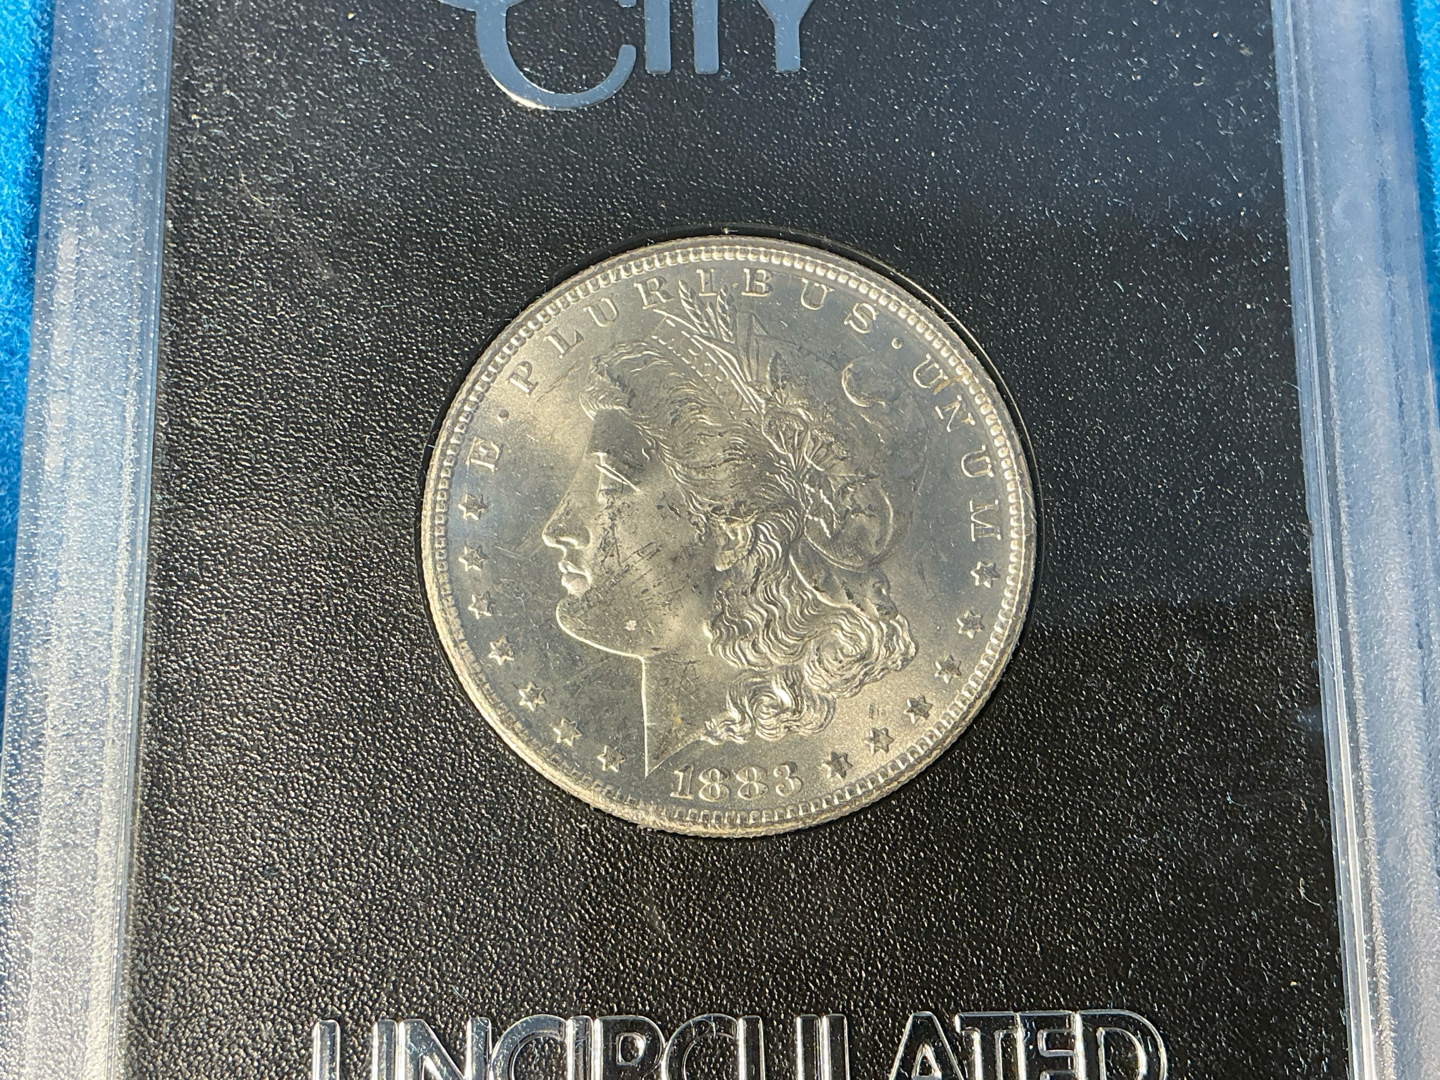 CITY
E·PLURIBUS·UNUM
1883
UNCIRCULATED